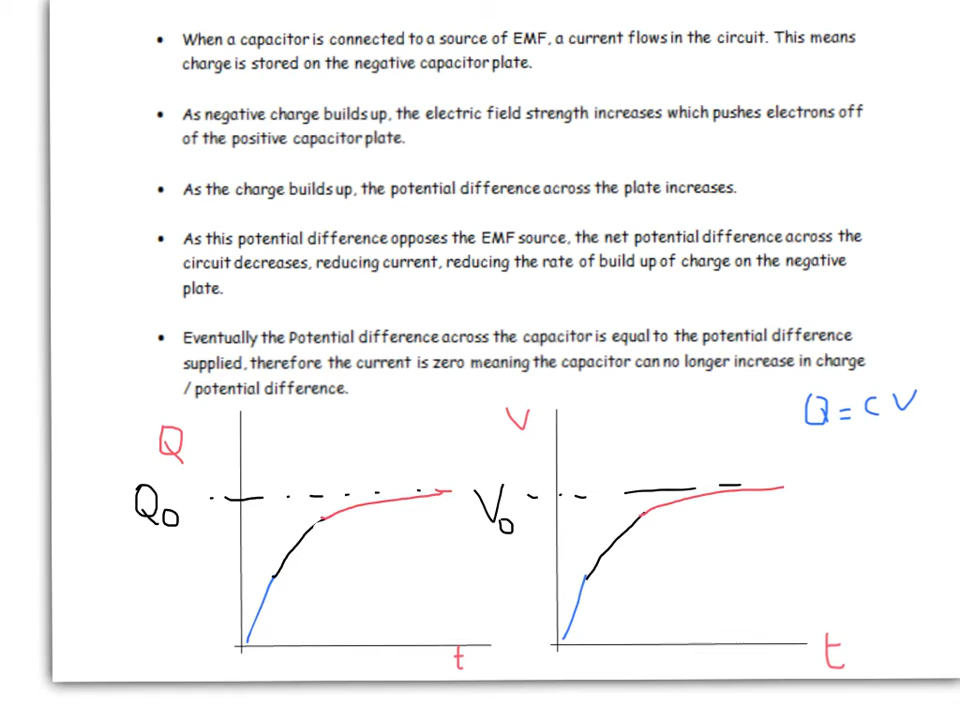 • When a capacitor is connected to a source of EMF, a current flows in the circuit. This means
charge is stored on the negative capacitor plate.
• As negative charge builds up, the electric field strength increases which pushes electrons off
of the positive capacitor plate.
• As the charge builds up, the potential difference across the plate increases.
• As this potential difference opposes the EMF source, the net potential difference across the
circuit decreases, reducing current, reducing the rate of build up of charge on the negative
plate.
• Eventually the Potential difference across the capacitor is equal to the potential difference
supplied, therefore the current is zero meaning the capacitor can no longer increase in charge
/ potential difference.
Q = C V
Q
V
Q₀
V₀
t
t